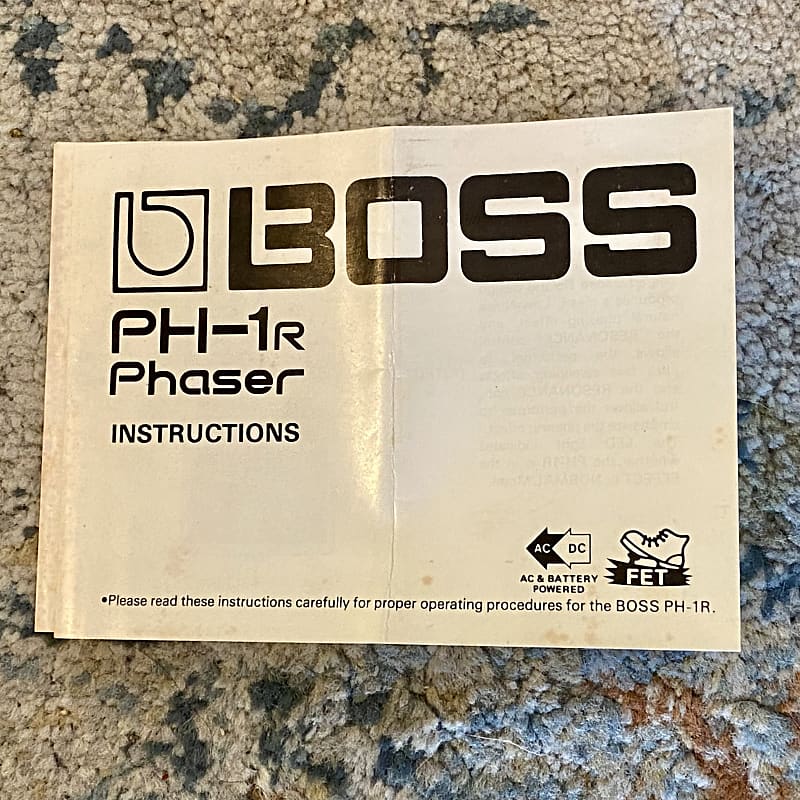 BOSS
PH-1R
Phaser
INSTRUCTIONS
AC DC
AC & BATTERY
POWERED
FET
•Please read these instructions carefully for proper operating procedures for the BOSS PH-1R.